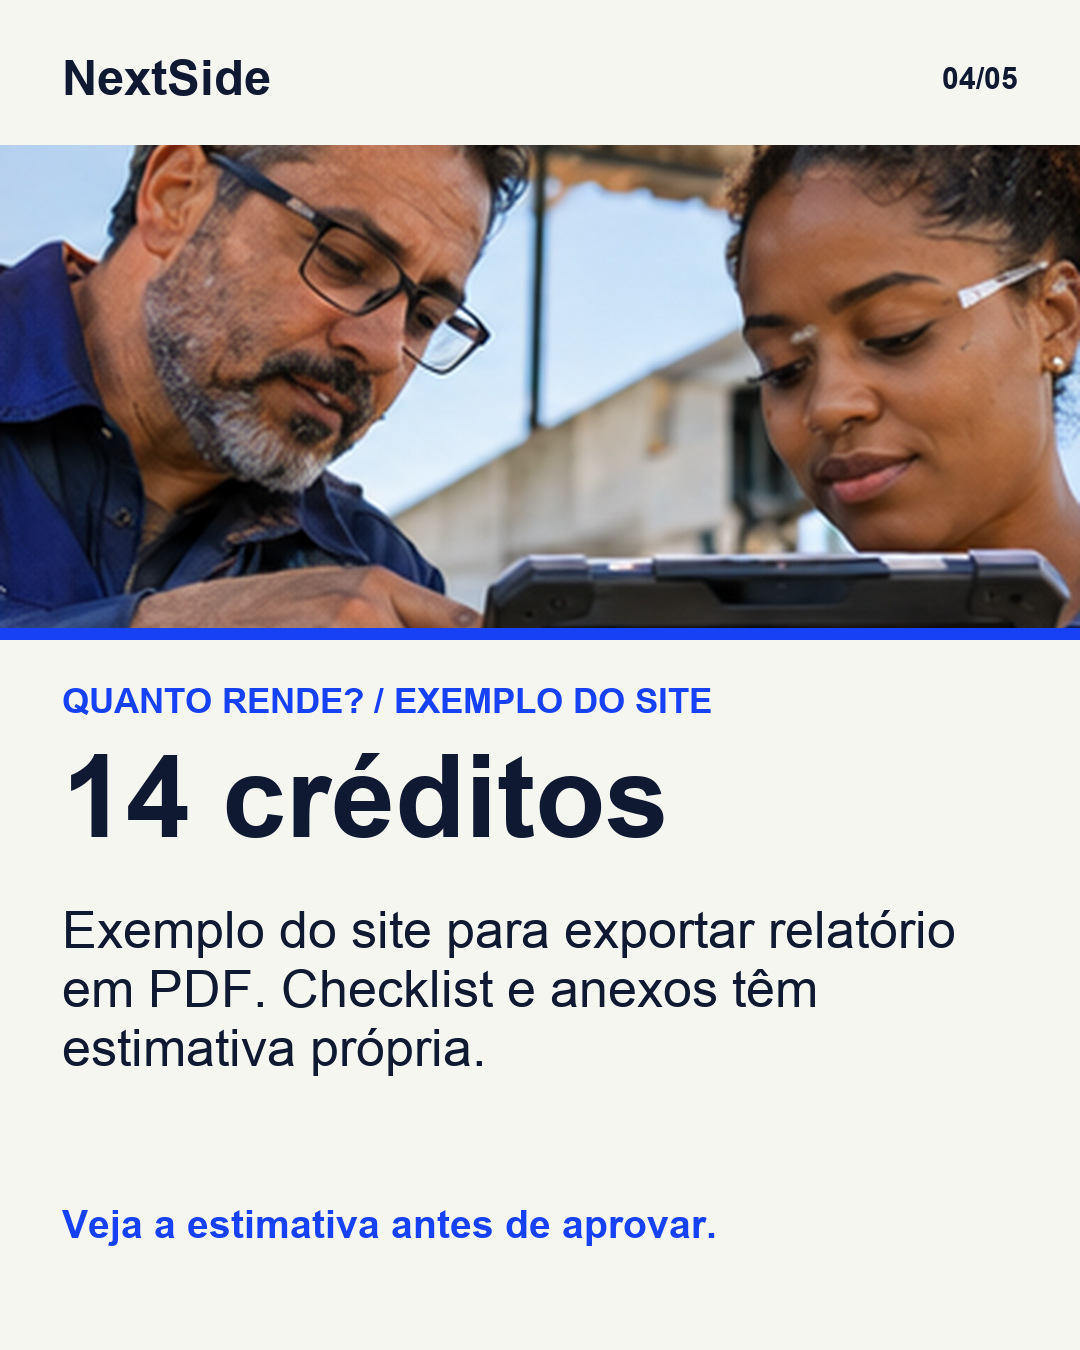 NextSide
04/05
QUANTO RENDE? / EXEMPLO DO SITE
14 créditos
Exemplo do site para exportar relatório
em PDF. Checklist e anexos têm
estimativa própria.
Veja a estimativa antes de aprovar.